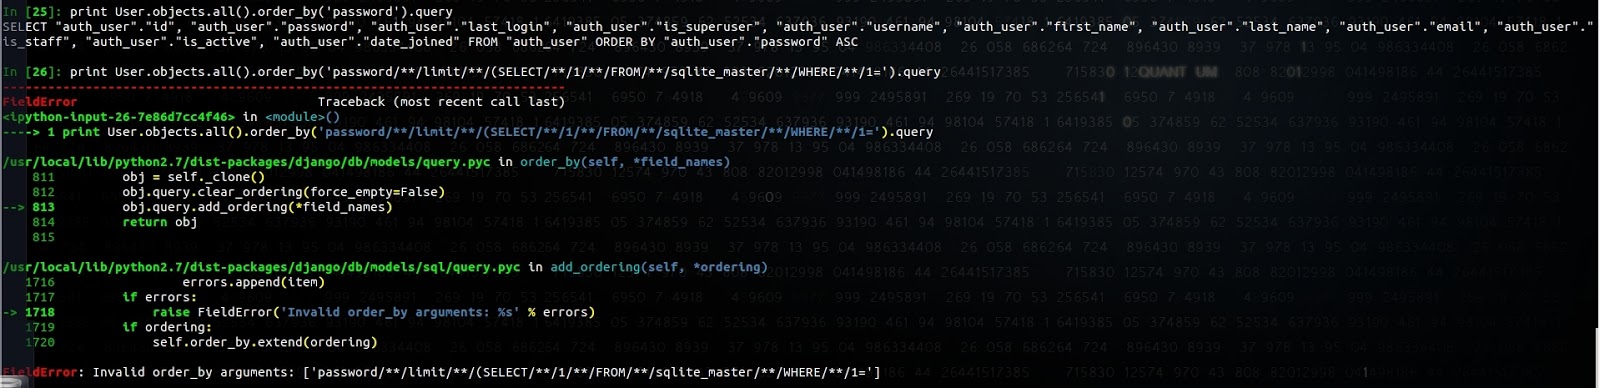 In [25]: print User.objects.all().order_by('password').query
SELECT "auth_user"."id", "auth_user"."password", "auth_user"."last_login", "auth_user"."is_superuser", "auth_user"."username", "auth_user"."first_name", "auth_user"."last_name", "auth_user"."email", "auth_user"."
is_staff", "auth_user"."is_active", "auth_user"."date_joined" FROM "auth_user" ORDER BY "auth_user"."password" ASC
In [26]: print User.objects.all().order_by('password/**/limit/**/(SELECT/**/1/**/FROM/**/sqlite_master/**/WHERE/**/1=').query
---------------------------------------------------------------------------
FieldError Traceback (most recent call last)
<ipython-input-26-7e86d7cc4f46> in <module>()
----> 1 print User.objects.all().order_by('password/**/limit/**/(SELECT/**/1/**/FROM/**/sqlite_master/**/WHERE/**/1=').query
/usr/local/lib/python2.7/dist-packages/django/db/models/query.pyc in order_by(self, *field_names)
811 obj = self._clone()
812 obj.query.clear_ordering(force_empty=False)
--> 813 obj.query.add_ordering(*field_names)
814 return obj
815
/usr/local/lib/python2.7/dist-packages/django/db/models/sql/query.pyc in add_ordering(self, *ordering)
1716 errors.append(item)
1717 if errors:
-> 1718 raise FieldError('Invalid order_by arguments: %s' % errors)
1719 if ordering:
1720 self.order_by.extend(ordering)
FieldError: Invalid order_by arguments: ['password/**/limit/**/(SELECT/**/1/**/FROM/**/sqlite_master/**/WHERE/**/1=']